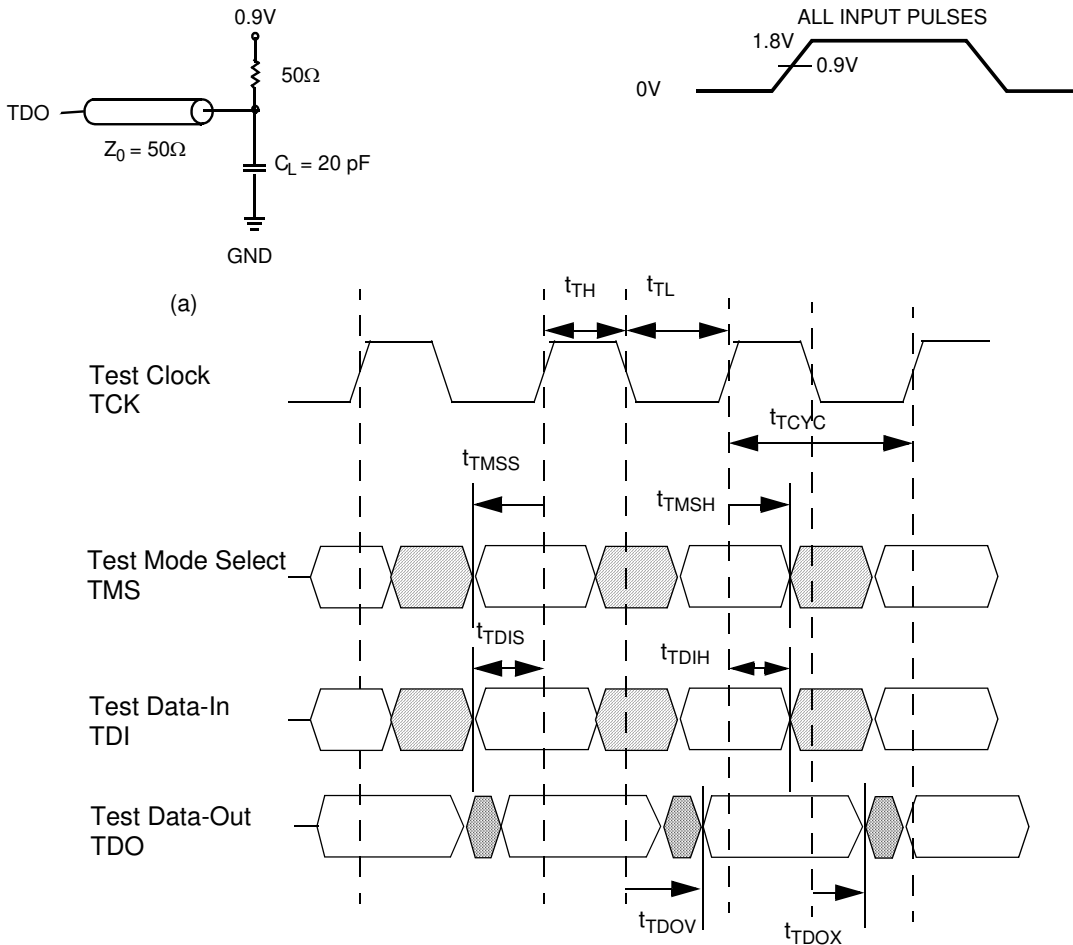 0.9V
50Ω
TDO
Z0 = 50Ω
CL = 20 pF
GND
(a)
ALL INPUT PULSES
1.8V
0.9V
0V
tTH
tTL
Test Clock
TCK
tTCYC
tTMSS
tTMSH
Test Mode Select
TMS
tTDIS
tTDIH
Test Data-In
TDI
Test Data-Out
TDO
tTDOV
tTDOX